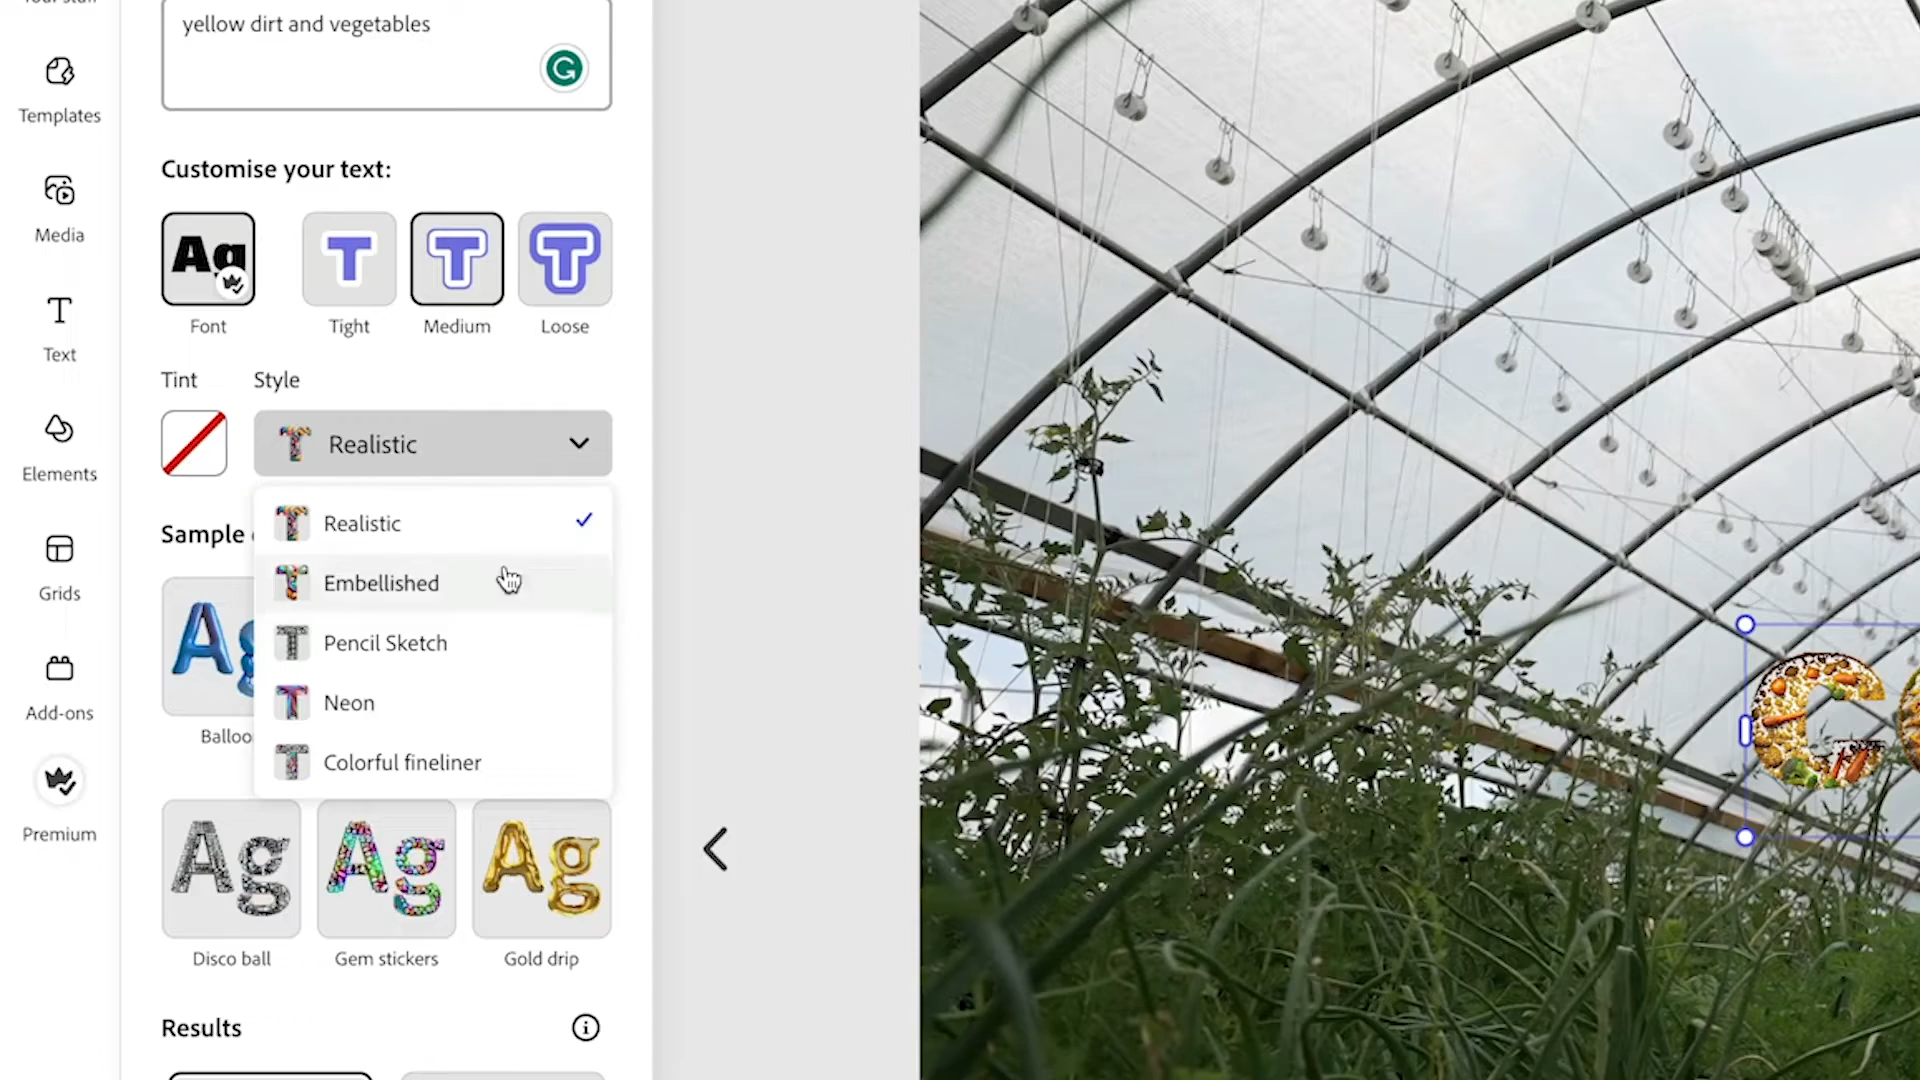 yellow dirt and vegetables
Templates
Customise your text:
Media
Ag
T
T
T
Font
Tight
Medium
Loose
Text
Tint
Style
T
Realistic
Elements
T
Realistic
Sample
T
Embellished
Grids
A
T
Pencil Sketch
T
Neon
Add-ons
Balloo
T
Colorful fineliner
Premium
Ag
Ag
Ag
Disco ball
Gem stickers
Gold drip
Results
C